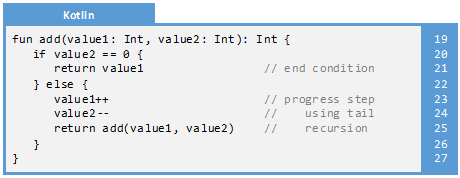 Kotlin
fun add(value1: Int, value2: Int): Int { 19
if value2 == 0 { 20
return value1 // end condition 21
} else { 22
value1++ // progress step 23
value2-- // using tail 24
return add(value1, value2) // recursion 25
} 26
} 27